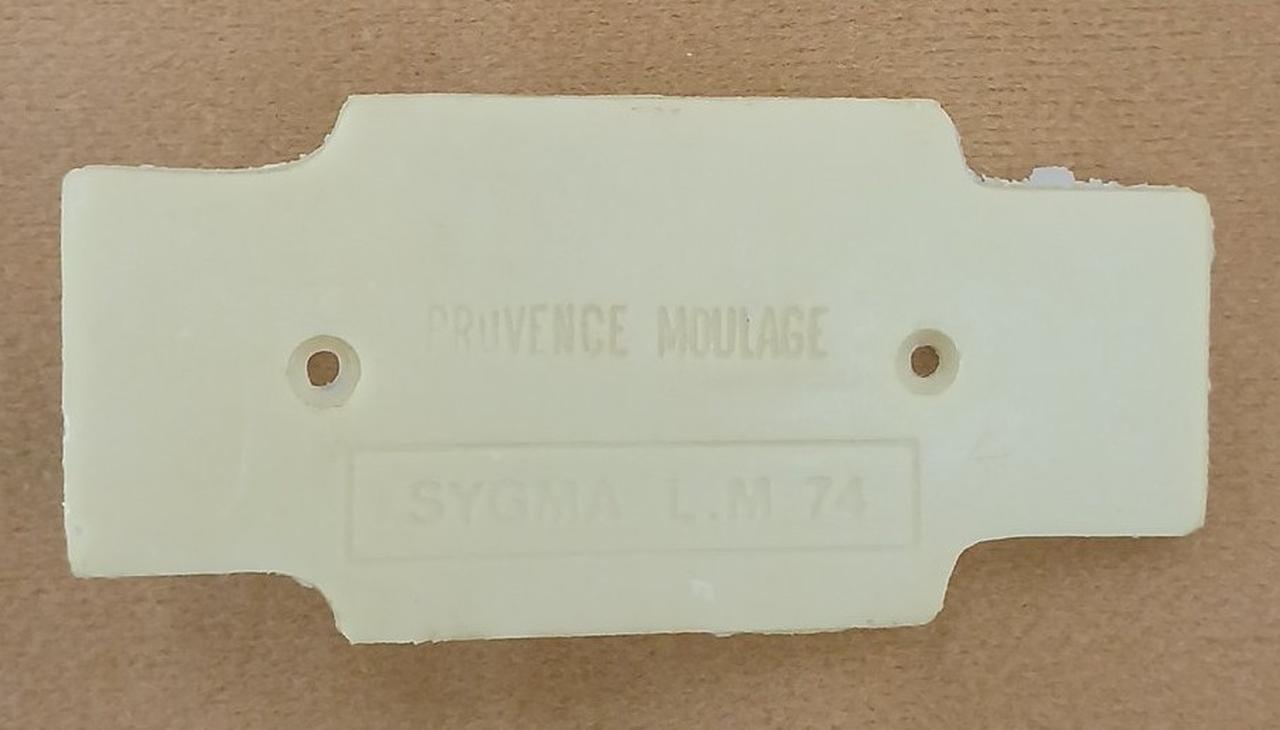 PROVENCE MOULAGE
SYGMA L.M 74